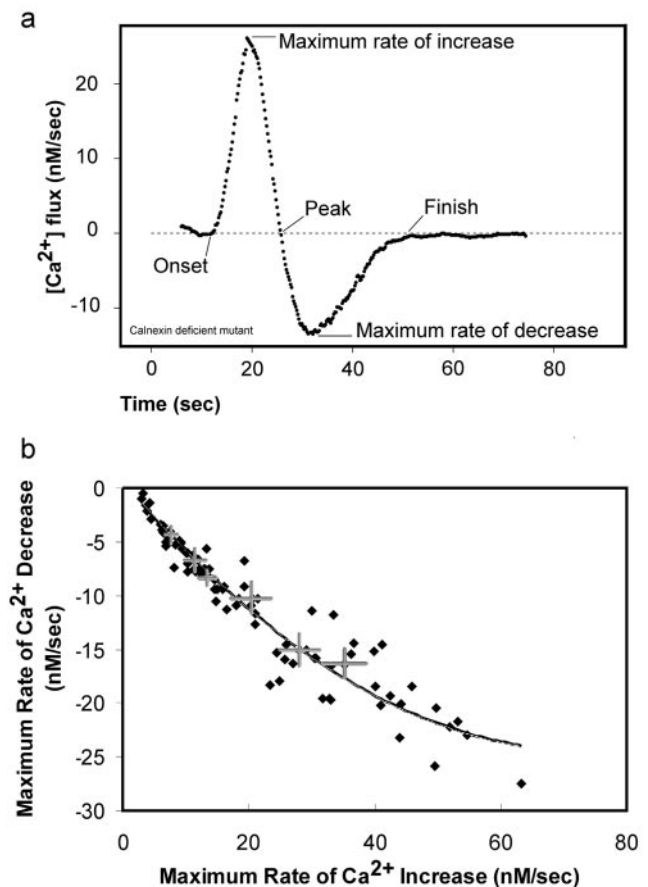 a
Maximum rate of increase
20
10
0
-10
[Ca²⁺] flux (nM/sec)
Onset
Peak
Finish
Maximum rate of decrease
Calnexin deficient mutant
0 20 40 60 80
Time (sec)
b
0
-5
-10
-15
-20
-25
-30
Maximum Rate of Ca²⁺ Decrease
(nM/sec)
0 20 40 60 80
Maximum Rate of Ca²⁺ Increase (nM/sec)